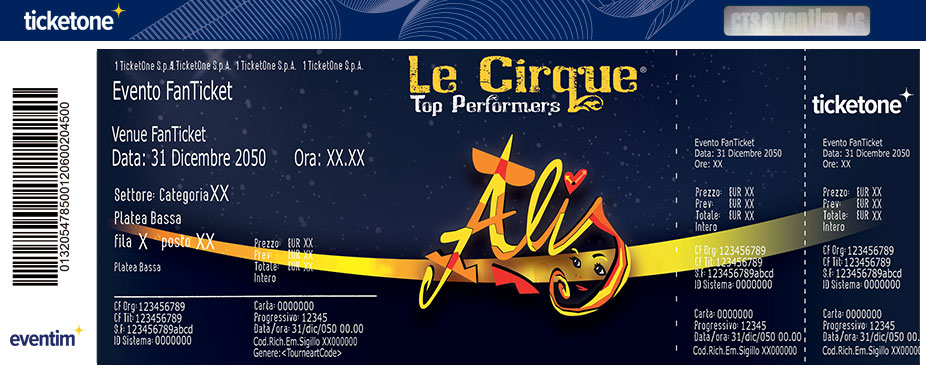 ticketone
CTS eventim AG
1 TicketOne S.p.A. 1 TicketOne S.p.A. 1 TicketOne S.p.A. 1 TicketOne S.p.A.
Evento FanTicket
Venue FanTicket
Data: 31 Dicembre 2050 Ora: XX.XX
Settore: Categoria XX
Platea Bassa
fila X posto XX
Platea Bassa
Prezzo: EUR XX
Prev: EUR XX
Totale: EUR XX
Intero
CF Org: 123456789
CF Tit: 123456789
S.F: 123456789abcd
ID Sistema: 0000000
Carta: 0000000
Progressivo: 12345
Data/ora: 31/dic/050 00.00
Cod.Rich.Em.Sigillo XX000000
Genere: <TourneartCode>
Le Cirque®
Top Performers
Alis
Evento FanTicket
Data: 31 Dicembre 2050
Ore: XX
Prezzo: EUR XX
Prev: EUR XX
Totale: EUR XX
Intero
CF Org: 123456789
CF Tit: 123456789
S.F: 123456789abcd
ID Sistema: 0000000
Carta: 0000000
Progressivo: 12345
Data/ora: 31/dic/050 00.00
Cod.Rich.Em.Sigillo XX000000
ticketone
Evento FanTicket
Data: 31 Dicembre 2050
Ore: XX
Prezzo: EUR XX
Prev: EUR XX
Totale: EUR XX
Intero
CF Org: 123456789
CF Tit: 123456789
S.F: 123456789abcd
ID Sistema: 0000000
Carta: 0000000
Progressivo: 12345
Data/ora: 31/dic/050 00.00
Cod.Rich.Em.Sigillo XX00000
013205478500120600204500
eventim